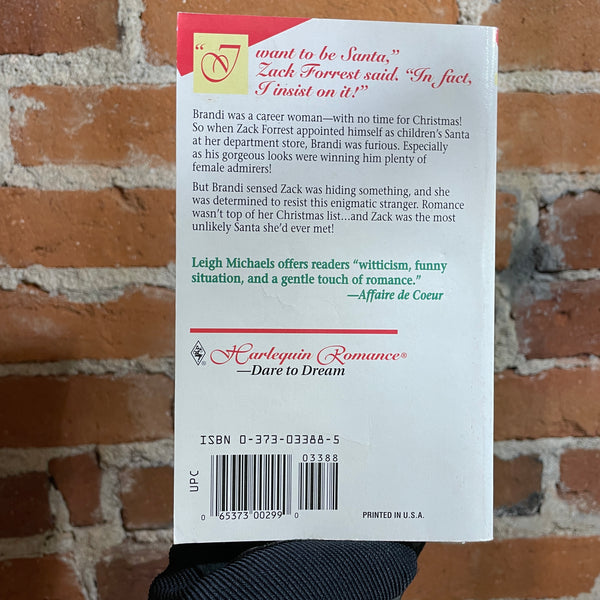 “I want to be Santa,”
Zack Forrest said. “In fact,
I insist on it!”
Brandi was a career woman—with no time for Christmas!
So when Zack Forrest appointed himself as children’s Santa
at her department store, Brandi was furious. Especially
as his gorgeous looks were winning him plenty of
female admirers!
But Brandi sensed Zack was hiding something, and she
was determined to resist this enigmatic stranger. Romance
wasn’t top of her Christmas list...and Zack was the most
unlikely Santa she’d ever met!
Leigh Michaels offers readers “witticism, funny
situation, and a gentle touch of romance.”
—Affaire de Coeur
Harlequin Romance®
—Dare to Dream
ISBN 0-373-03388-5
03388
UPC
0 65373 00299 0
PRINTED IN U.S.A.